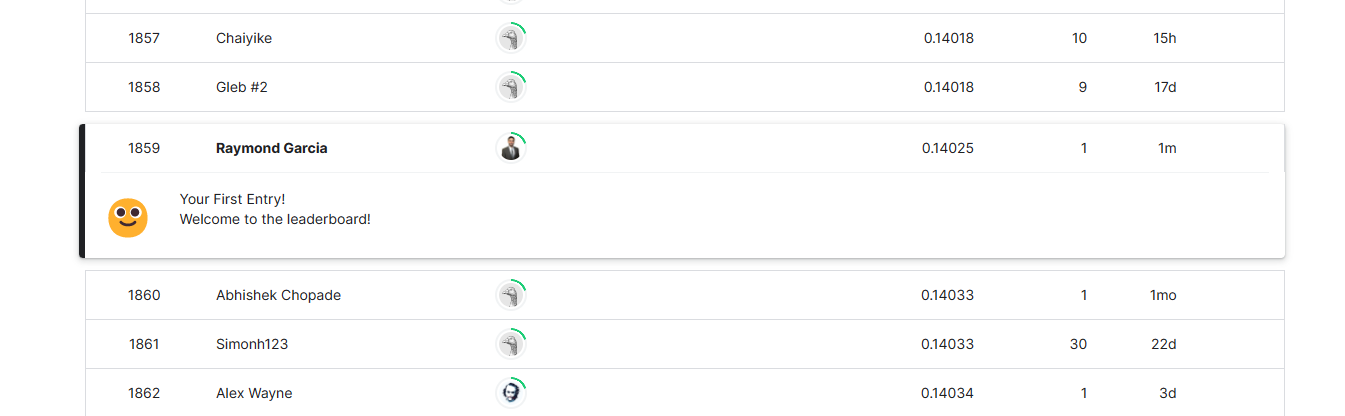 1857 Chaiyike 0.14018 10 15h
1858 Gleb #2 0.14018 9 17d
1859 Raymond Garcia 0.14025 1 1m
Your First Entry!
Welcome to the leaderboard!
1860 Abhishek Chopade 0.14033 1 1mo
1861 Simonh123 0.14033 30 22d
1862 Alex Wayne 0.14034 1 3d